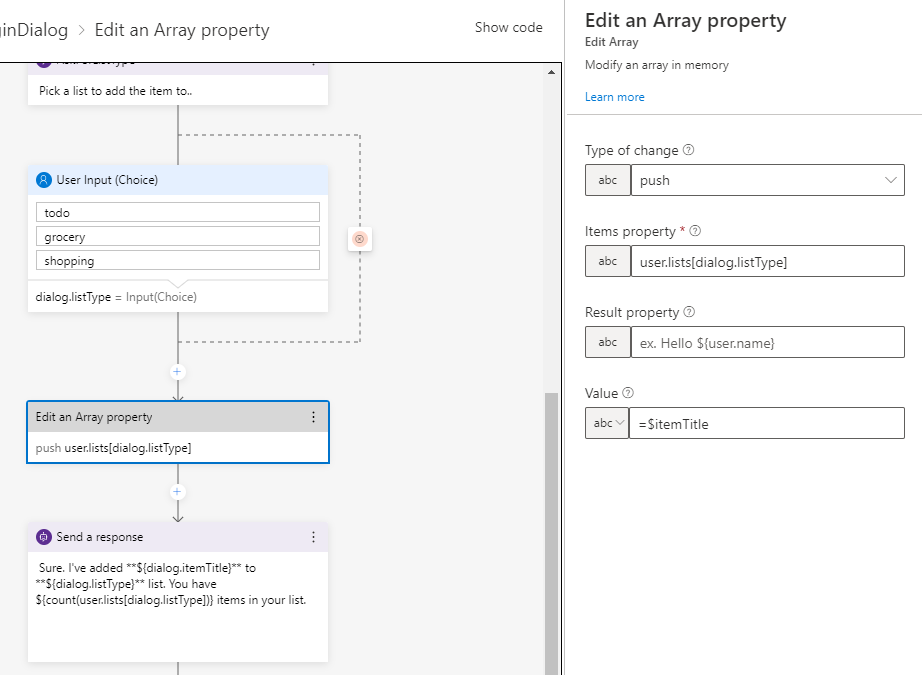 inDialog > Edit an Array property
Show code
Pick a list to add the item to..
User Input (Choice)
todo
grocery
shopping
dialog.listType = Input(Choice)
Edit an Array property
push user.lists[dialog.listType]
Send a response
Sure. I've added **${dialog.itemTitle}** to
**${dialog.listType}** list. You have
${count(user.lists[dialog.listType])} items in your list.
Edit an Array property
Edit Array
Modify an array in memory
Learn more
Type of change
abc push
Items property *
abc user.lists[dialog.listType]
Result property
abc ex. Hello ${user.name}
Value
abc =$itemTitle